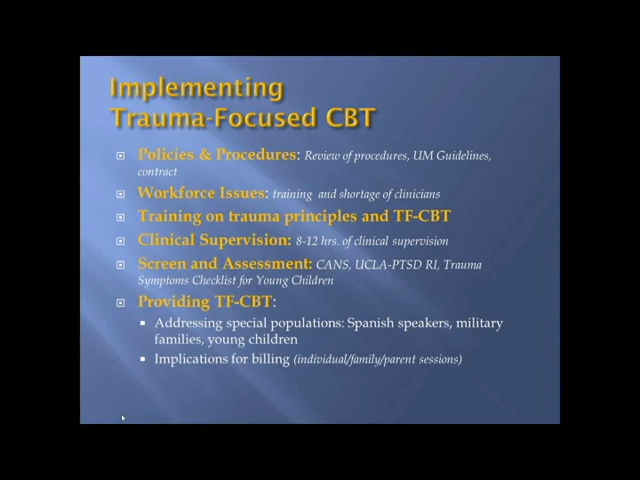 Implementing
Trauma-Focused CBT
Policies & Procedures: Review of procedures, UM Guidelines,
contract
Workforce Issues: training and shortage of clinicians
Training on trauma principles and TF-CBT
Clinical Supervision: 8-12 hrs. of clinical supervision
Screen and Assessment: CANS, UCLA-PTSD RI, Trauma
Symptoms Checklist for Young Children
Providing TF-CBT:
Addressing special populations: Spanish speakers, military
families, young children
Implications for billing (individual/family/parent sessions)